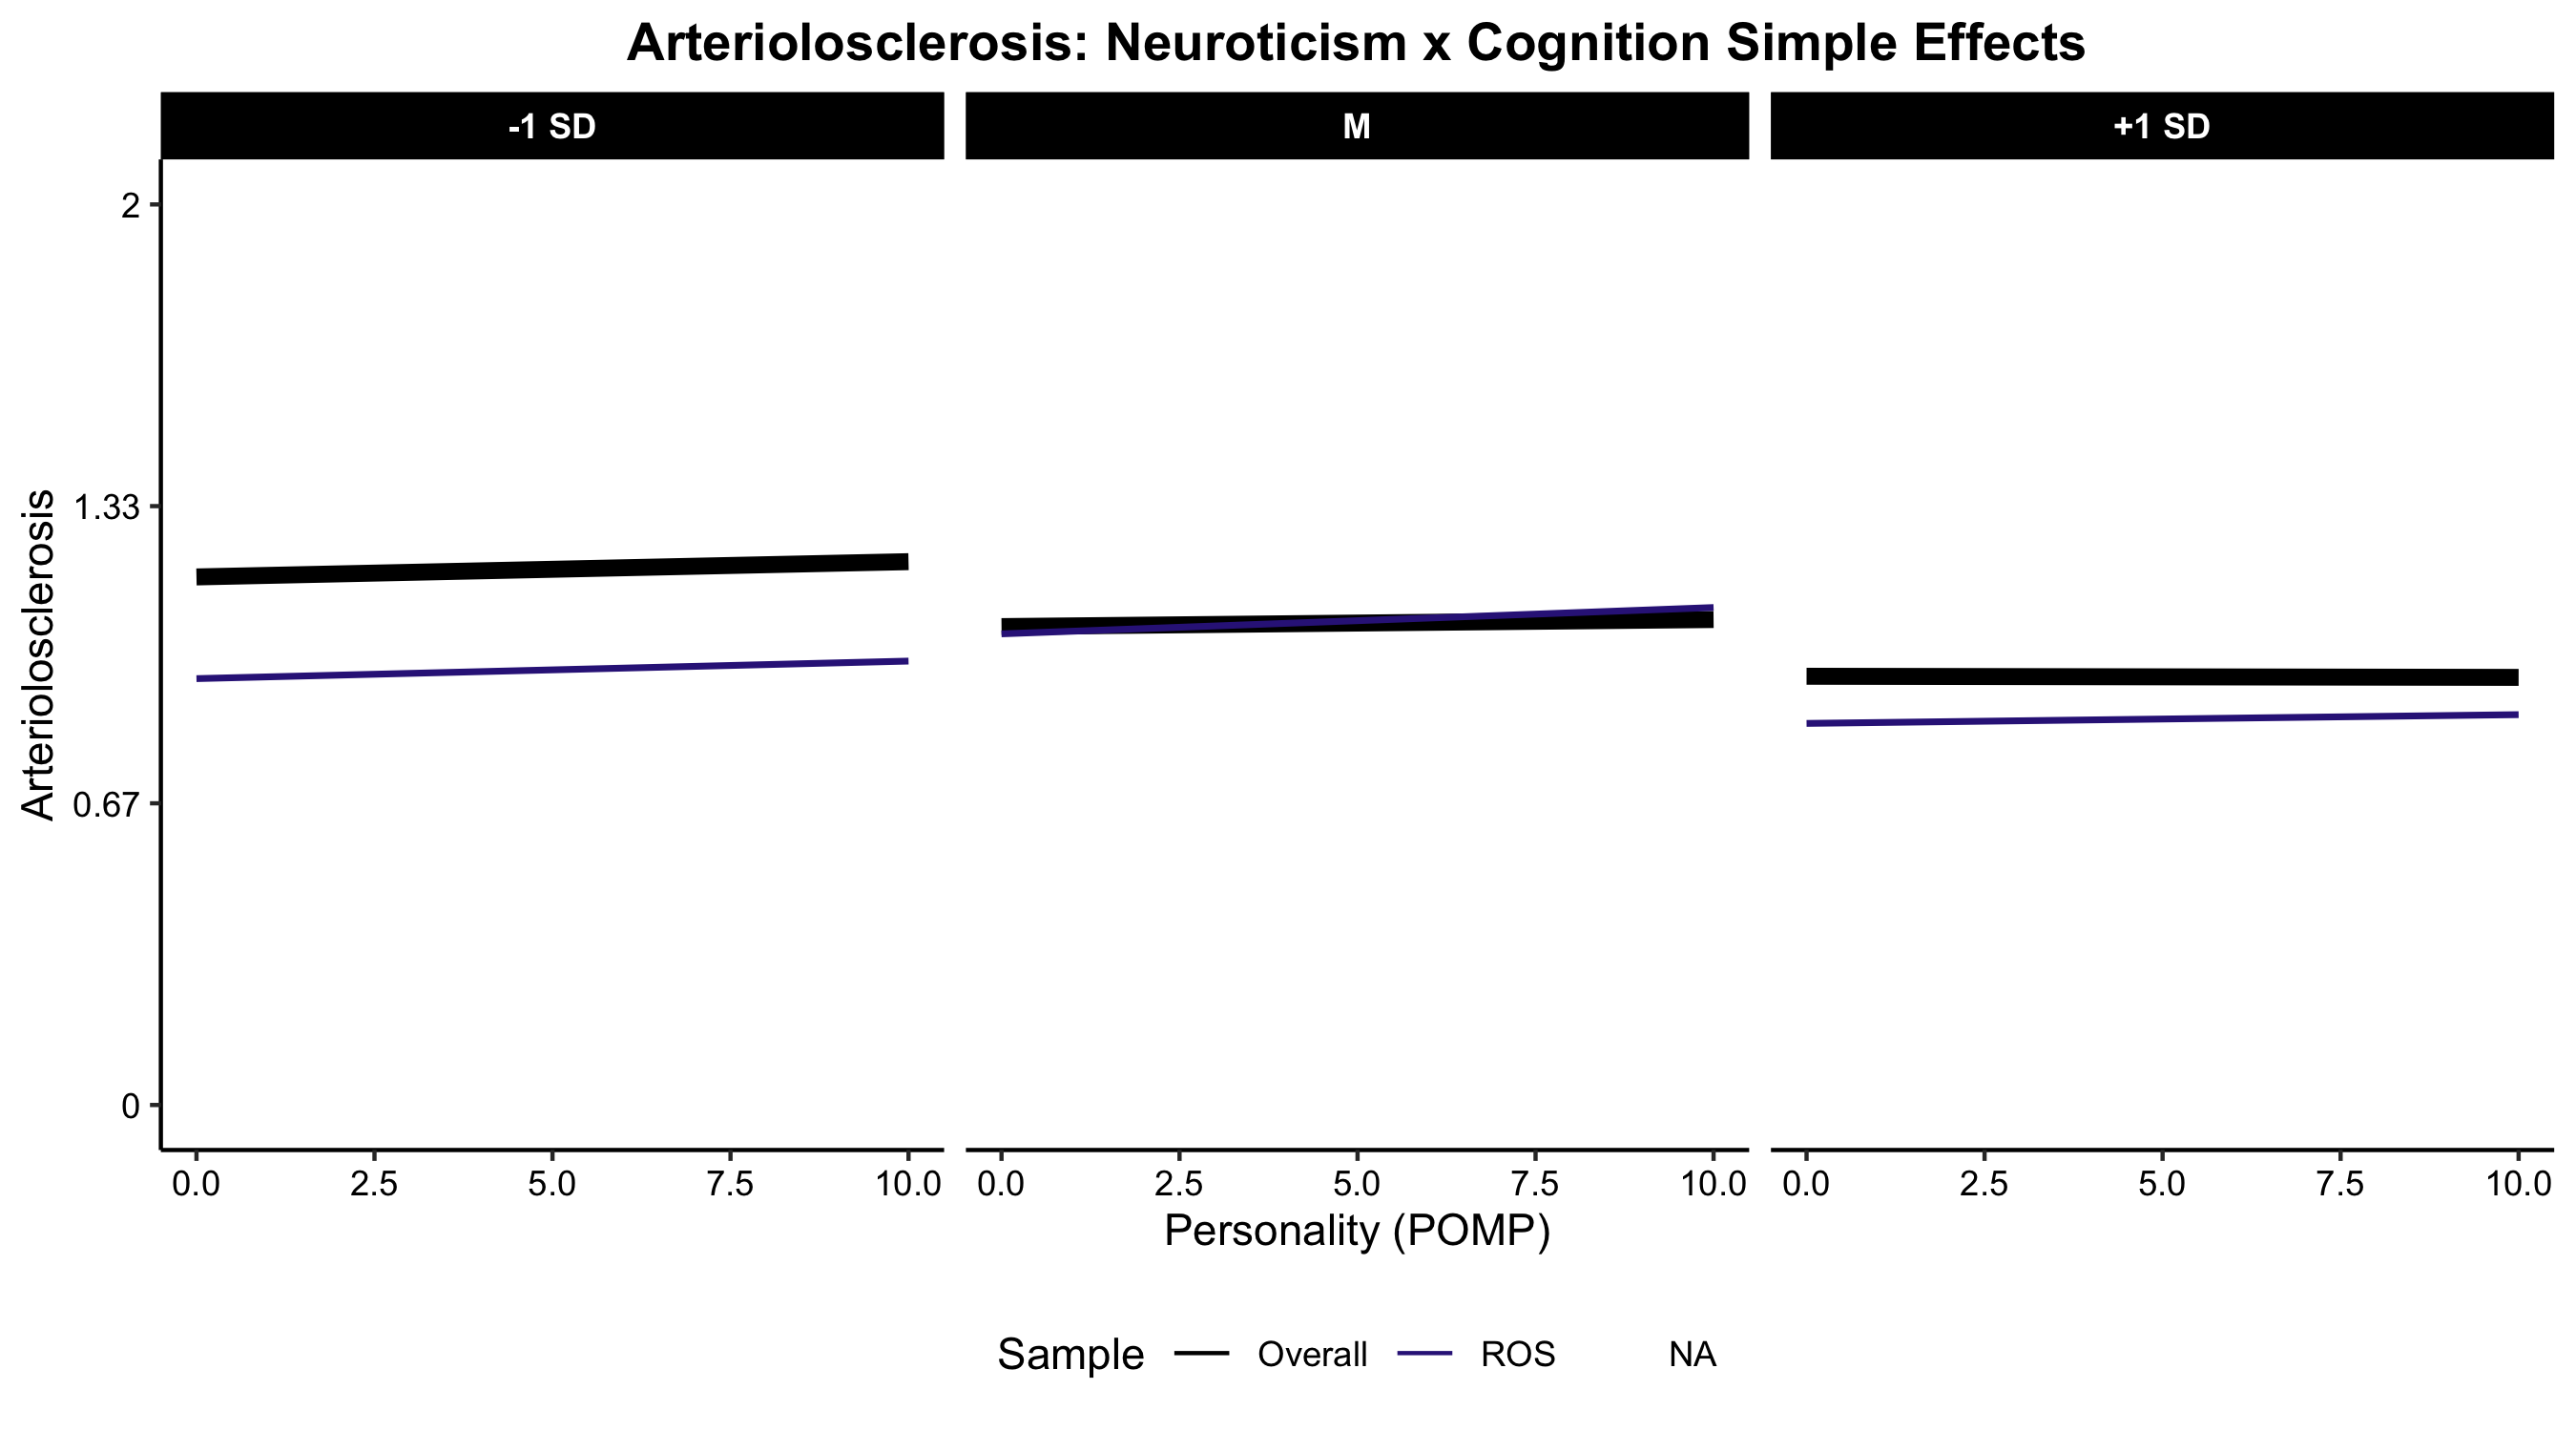 Arteriolosclerosis: Neuroticism x Cognition Simple Effects
-1 SD
M
+1 SD
2
1.33
0.67
0
Arteriolosclerosis
0.0 2.5 5.0 7.5 10.0 0.0 2.5 5.0 7.5 10.0 0.0 2.5 5.0 7.5 10.0
Personality (POMP)
Sample Overall ROS NA